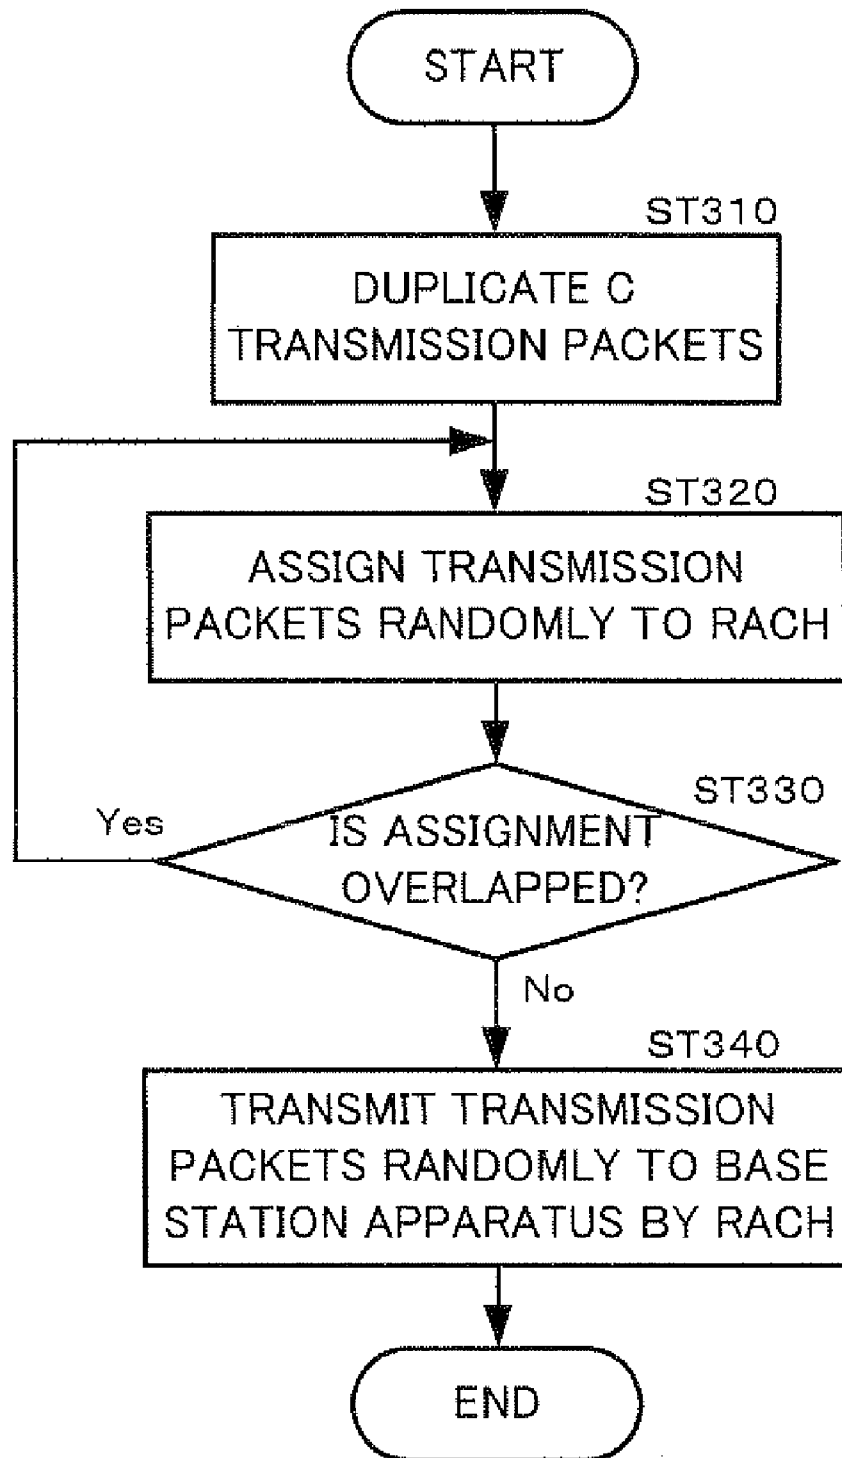 START
ST310
DUPLICATE C
TRANSMISSION PACKETS
ST320
ASSIGN TRANSMISSION
PACKETS RANDOMLY TO RACH
ST330
Yes
IS ASSIGNMENT
OVERLAPPED?
No
ST340
TRANSMIT TRANSMISSION
PACKETS RANDOMLY TO BASE
STATION APPARATUS BY RACH
END